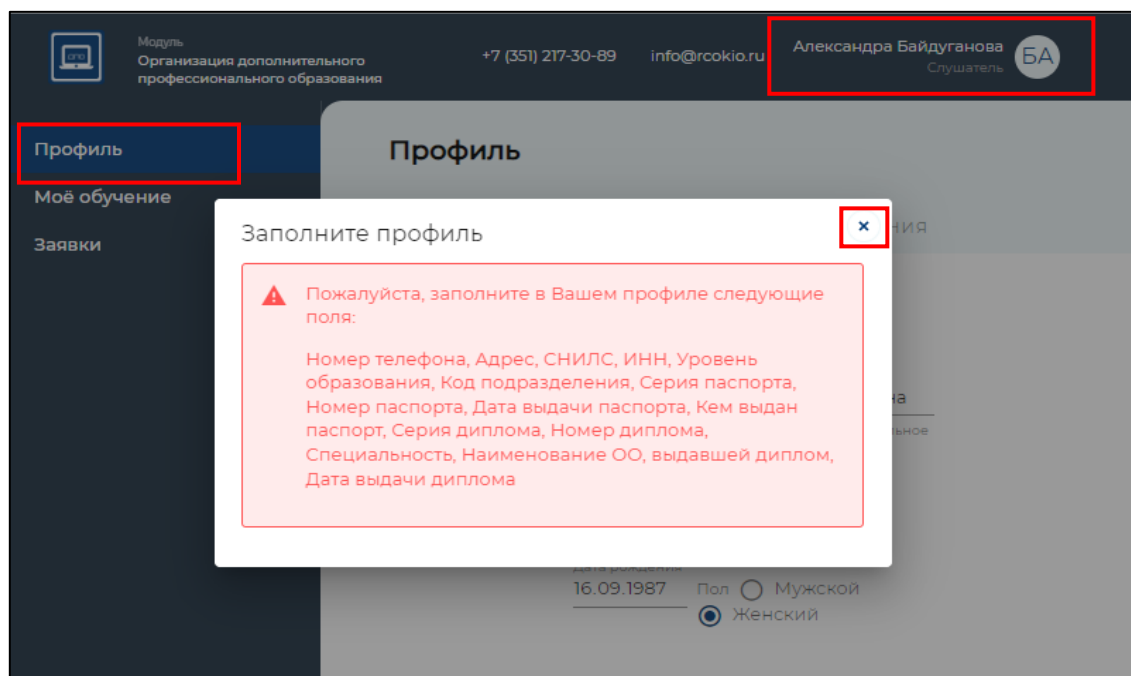 Модуль
Организация дополнительного
профессионального образования
+7 (351) 217-30-89
info@rcokio.ru
Александра Байдуганова
Слушатель
БА
Профиль
Моё обучение
Заявки
Профиль
Заполните профиль
×
Пожалуйста, заполните в Вашем профиле следующие
поля:
Номер телефона, Адрес, СНИЛС, ИНН, Уровень
образования, Код подразделения, Серия паспорта,
Номер паспорта, Дата выдачи паспорта, Кем выдан
паспорт, Серия диплома, Номер диплома,
Специальность, Наименование ОО, выдавшей диплом,
Дата выдачи диплома
Дата рождения
16.09.1987
Пол
Мужской
Женский